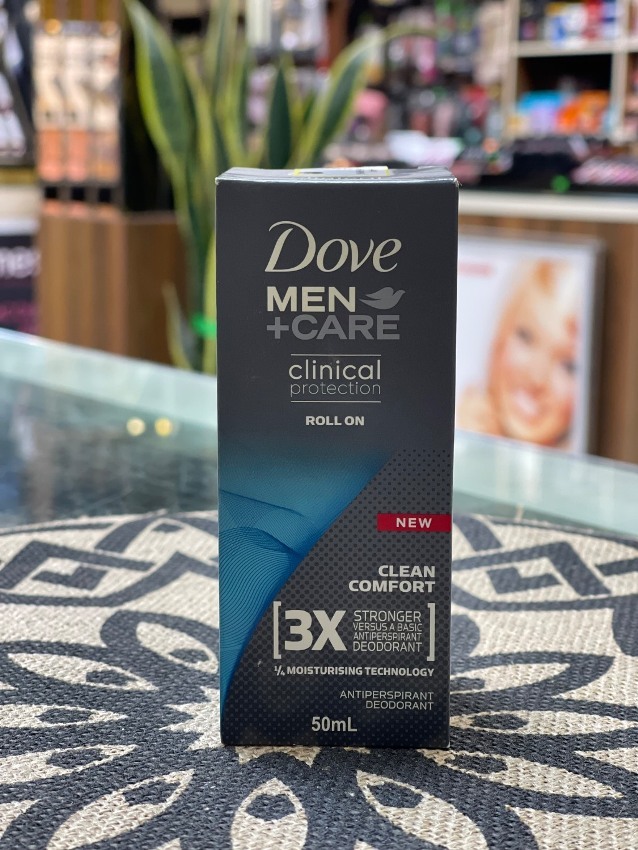 Dove
MEN
+CARE
clinical
protection
ROLL ON
NEW
CLEAN
COMFORT
3X
STRONGER
VERSUS A BASIC
ANTIPERSPIRANT
DEODORANT
¼ MOISTURISING TECHNOLOGY
ANTIPERSPIRANT
DEODORANT
50mL